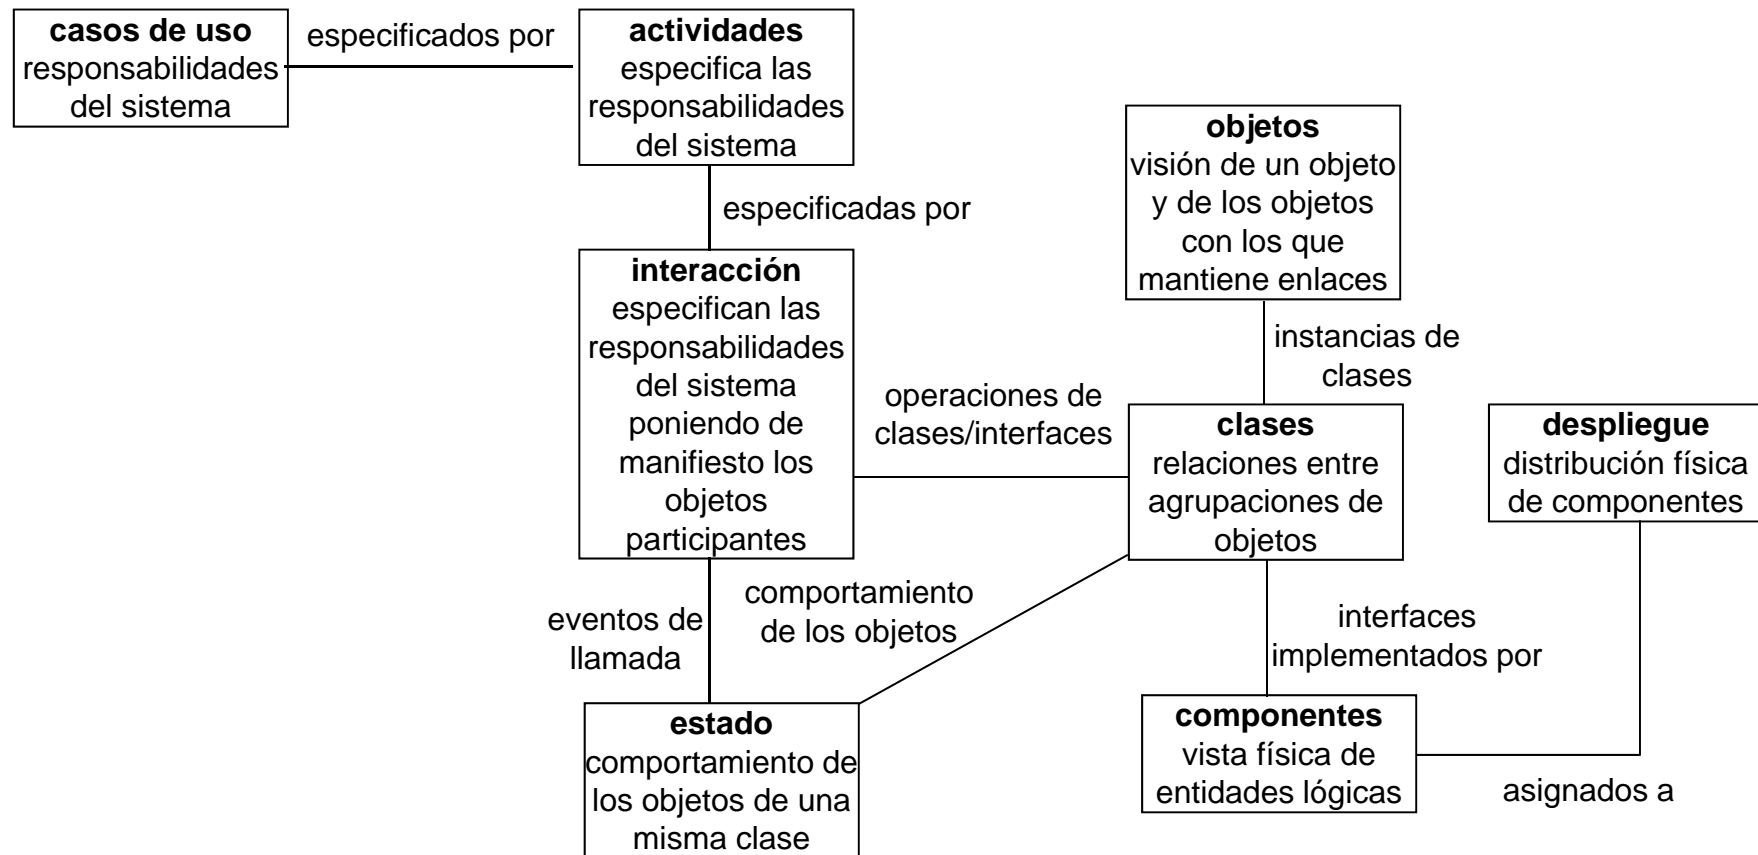 casos de uso
responsabilidades
del sistema
especificados por
actividades
especifica las
responsabilidades
del sistema
especificadas por
objetos
visión de un objeto
y de los objetos
con los que
mantiene enlaces
interacción
especifican las
responsabilidades
del sistema
poniendo de
manifiesto los
objetos
participantes
instancias de
clases
operaciones de
clases/interfaces
clases
relaciones entre
agrupaciones de
objetos
despliegue
distribución física
de componentes
eventos de
llamada
comportamiento
de los objetos
interfaces
implementados por
estado
comportamiento de
los objetos de una
misma clase
componentes
vista física de
entidades lógicas
asignados a